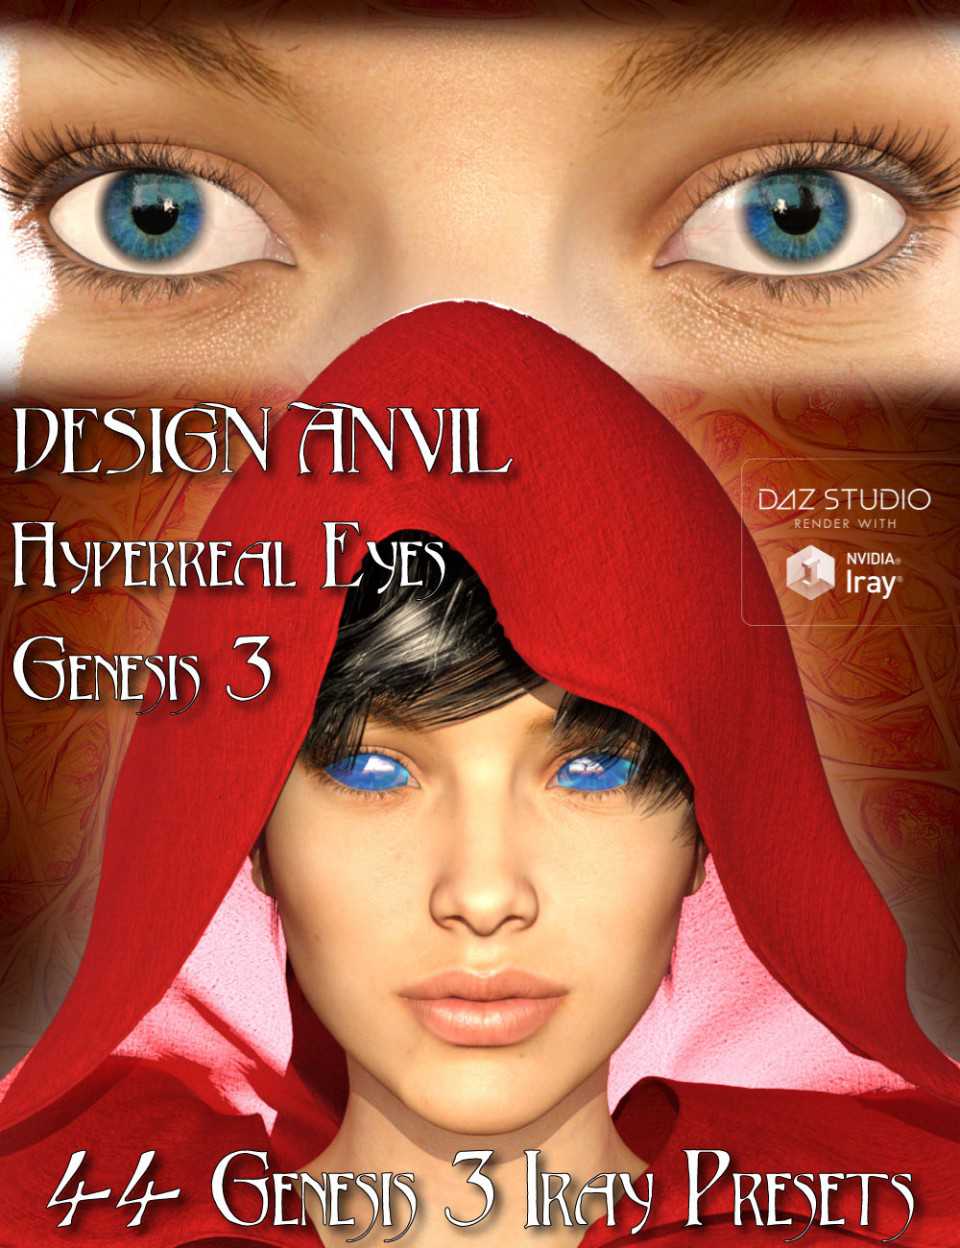 DESIGN ANVIL
HYPERREAL EYES
GENESIS 3
DAZ STUDIO
RENDER WITH
NVIDIA®
Iray®
44 GENESIS 3 IRAY PRESETS